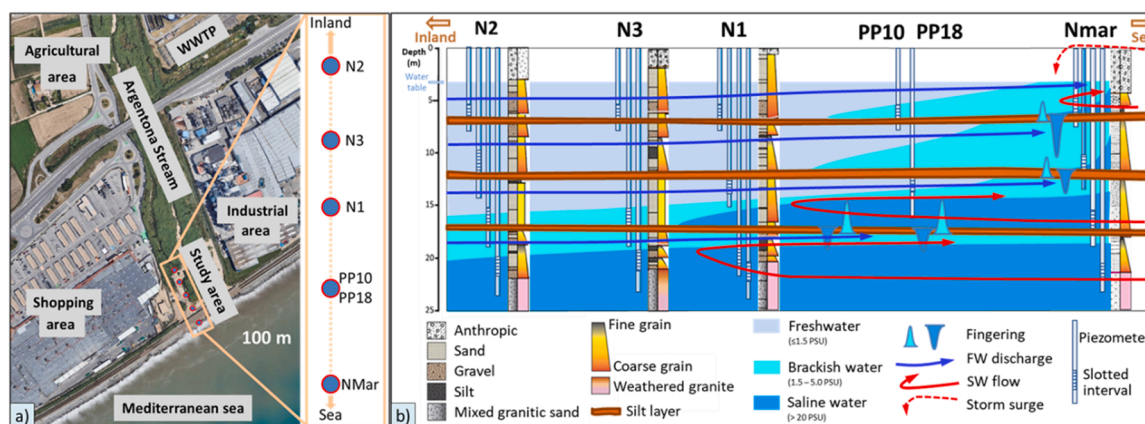 Inland
Agricultural
area
WWTP
Argentona Stream
Industrial
area
Study
area
Shopping
area
100 m
Mediterranean sea
a)
N2
N3
N1
PP10
PP18
NMar
Sea
b)
Inland
N2
N3
N1
PP10
PP18
Nmar
Se
Depth
(m)
0
Water
table
5
10
15
20
25
Anthropic
Sand
Gravel
Silt
Mixed granitic sand
Fine grain
Coarse grain
Weathered granite
Silt layer
Freshwater
(≤1.5 PSU)
Brackish water
(1.5 – 5.0 PSU)
Saline water
(> 20 PSU)
Fingering
FW discharge
SW flow
Storm surge
Piezomete
Slotted
interval